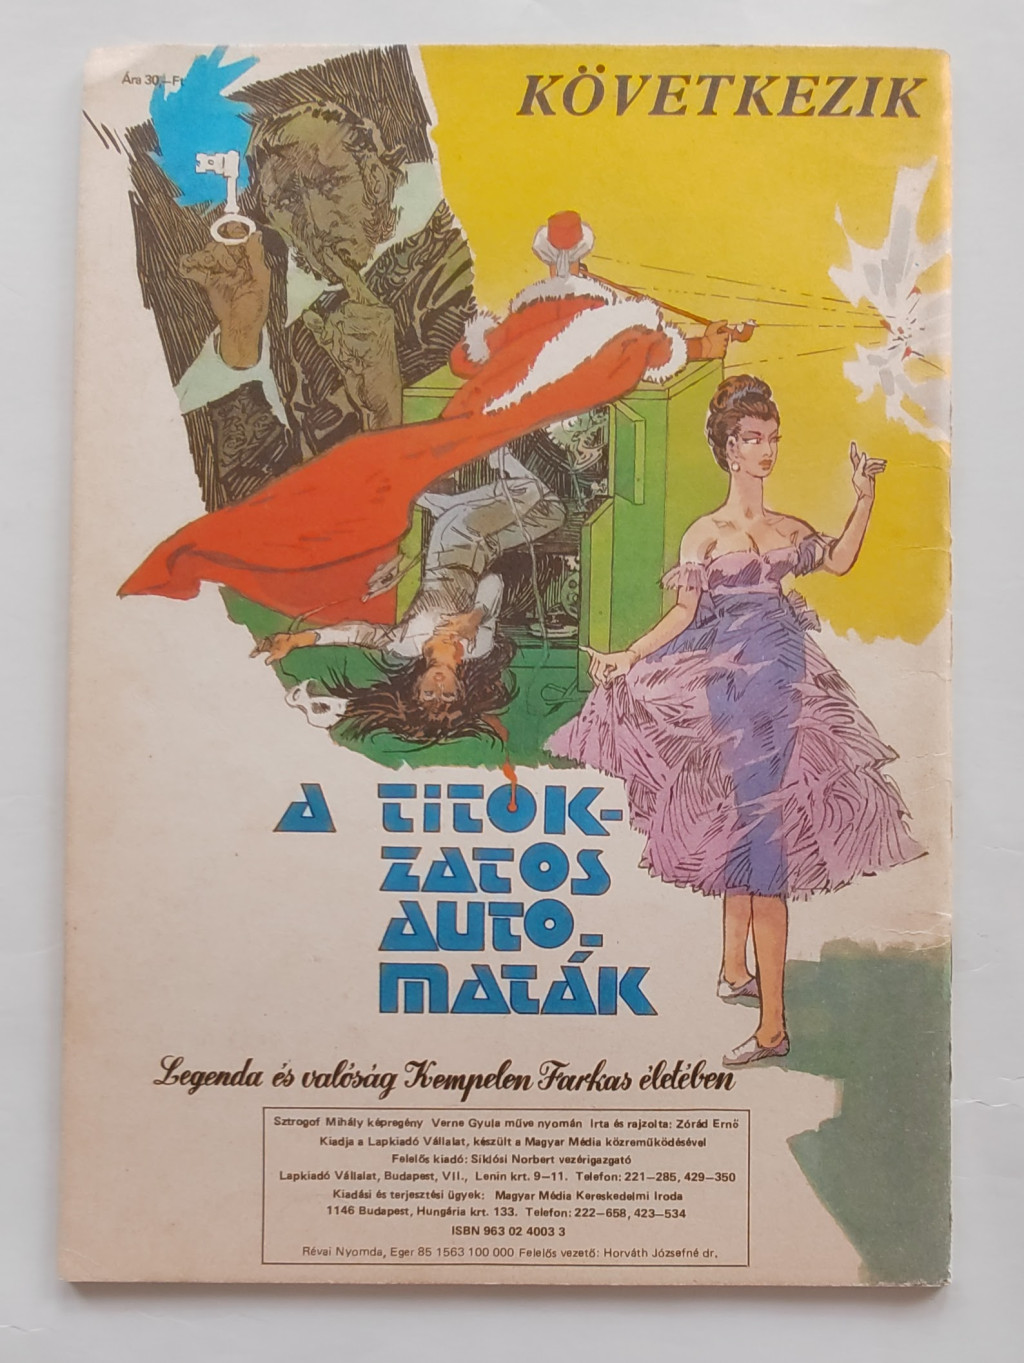 Ára 30,–Ft
KÖVETKEZIK
A TITOK-
ZATOS
AUTO-
MATÁK
Legenda és valóság Kempelen Farkas életében
Sztrogof Mihály képregény Verne Gyula műve nyomán Irta és rajzolta: Zórád Ernő
Kiadja a Lapkiadó Vállalat, készült a Magyar Média közreműködésével
Felelős kiadó: Siklósi Norbert vezérigazgató
Lapkiadó Vállalat, Budapest, VII., Lenin krt. 9–11. Telefon: 221–285, 429–350
Kiadási és terjesztési ügyek: Magyar Média Kereskedelmi Iroda
1146 Budapest, Hungária krt. 133. Telefon: 222–658, 423–534
ISBN 963 02 4003 3
Révai Nyomda, Eger 85 1563 100 000 Felelős vezető: Horváth Józsefné dr.